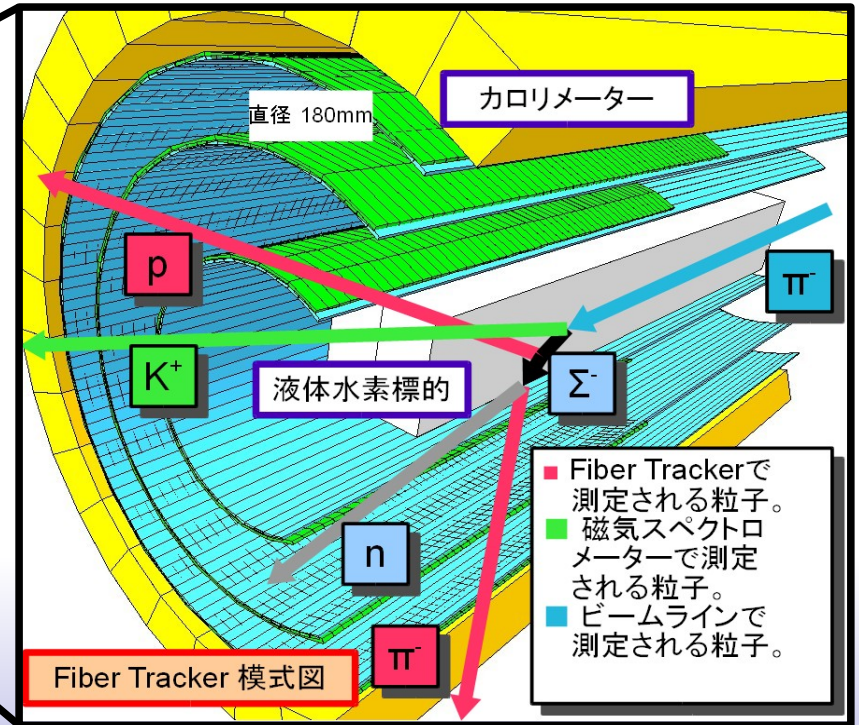 カロリメーター
直径 180mm
p
π-
K+
Σ-
液体水素標的
n
π-
■ Fiber Trackerで
測定される粒子。
■ 磁気スペクトロ
メーターで測定
される粒子。
■ ビームラインで
測定される粒子。
Fiber Tracker 模式図